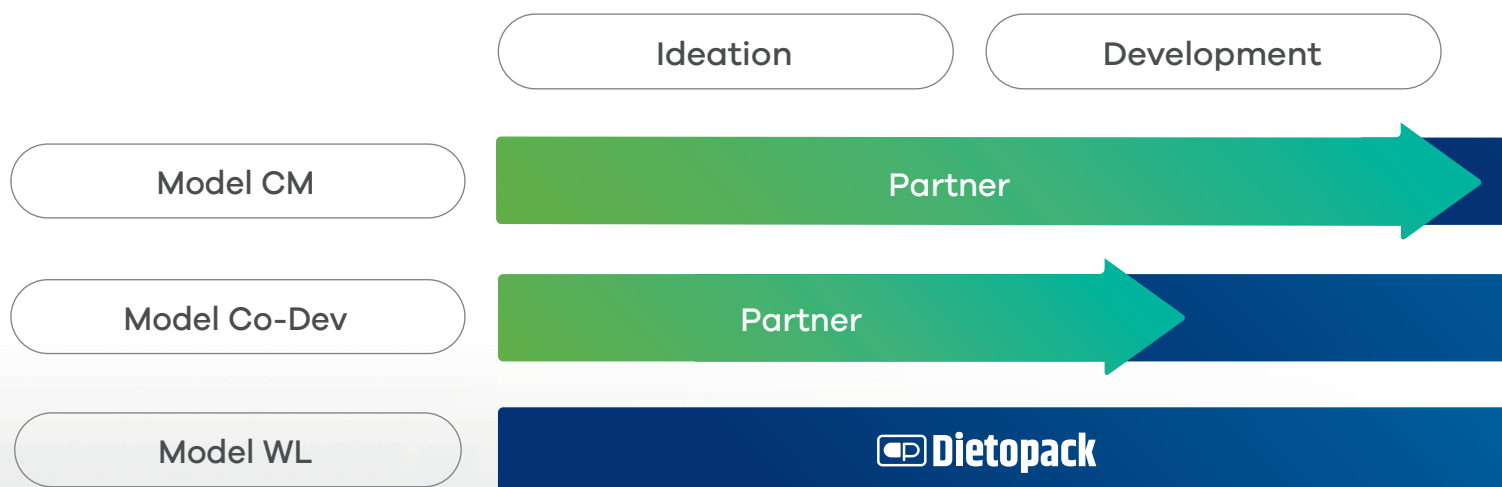 Ideation
Development
Model CM
Partner
Model Co-Dev
Partner
Model WL
Dietopack